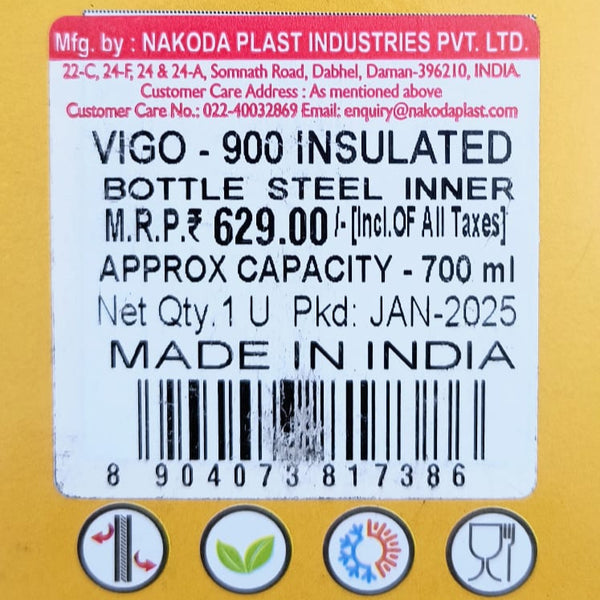 Mfg. by : NAKODA PLAST INDUSTRIES PVT. LTD.
22-C, 24-F, 24 & 24-A, Somnath Road, Dabhel, Daman-396210, INDIA.
Customer Care Address : As mentioned above
Customer Care No.: 022-40032869 Email: enquiry@nakodaplast.com
VIGO - 900 INSULATED
BOTTLE STEEL INNER
M.R.P.₹ 629.00 /- [Incl.OF All Taxes]
APPROX CAPACITY - 700 ml
Net Qty. 1 U Pkd: JAN-2025
MADE IN INDIA
8 904073 817386